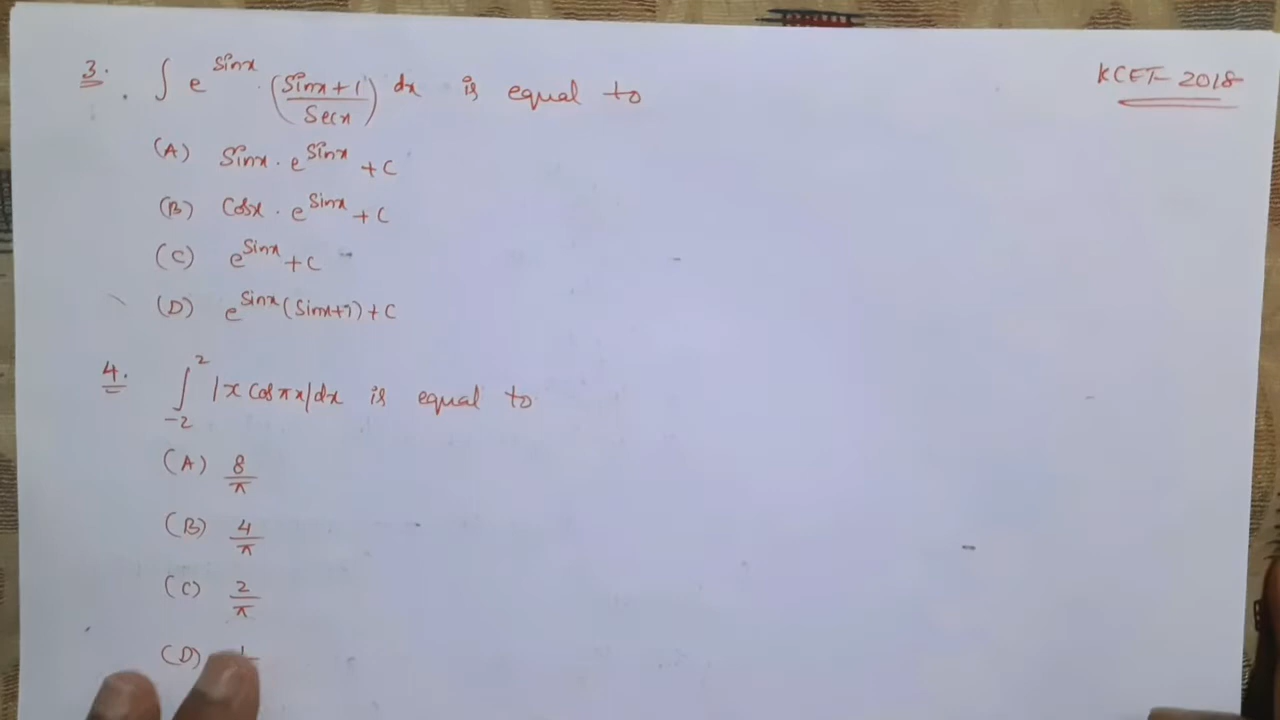 KCET- 2018
3. ∫ e^Sinx . (Sinx+1 / Secx) dx is equal to
(A) Sinx . e^Sinx + C
(B) Cosx . e^Sinx + C
(C) e^Sinx + C
(D) e^Sinx (Sinx+1) + C
4. ∫_-2^2 |x Cos πx| dx is equal to
(A) 8/π
(B) 4/π
(C) 2/π
(D)